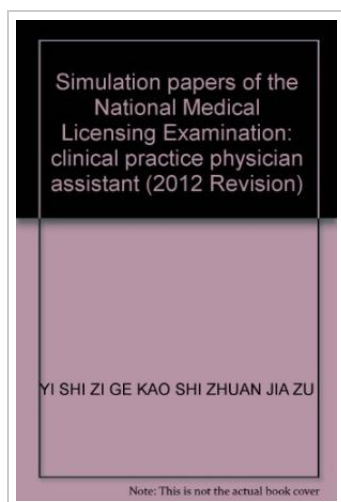 Simulation papers of the
National Medical
Licensing Examination:
clinical practice physician
assistant (2012 Revision)
YI SHI ZI GE KAO SHI ZHUAN JIA ZU
Note: This is not the actual book cover